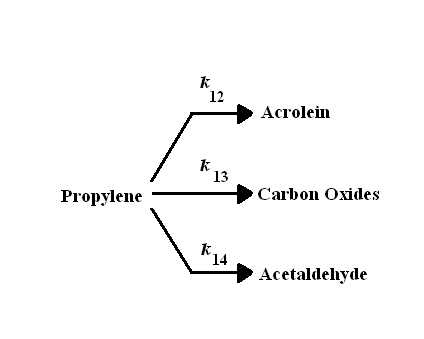 k12
Acrolein
k13
Propylene
Carbon Oxides
k14
Acetaldehyde